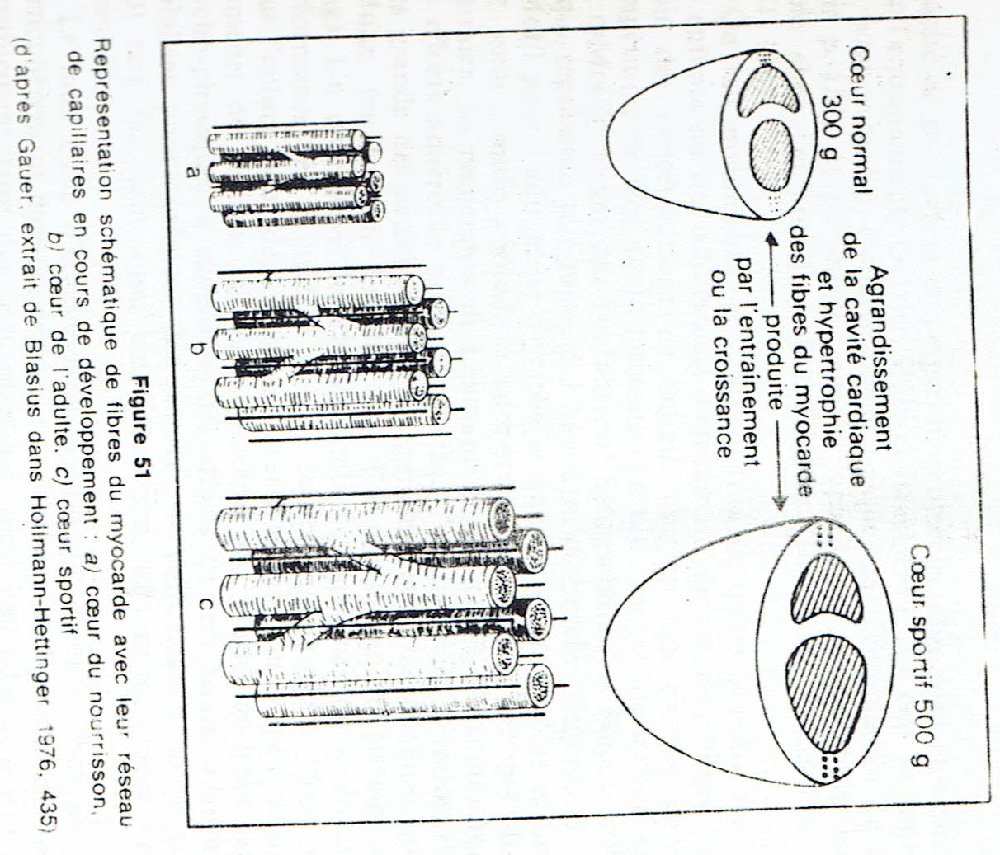 Cœur normal
300 g
Agrandissement
de la cavité cardiaque
et hypertrophie
des fibres du myocarde
produite
par l'entrainement
ou la croissance
Cœur sportif 500 g
a
b
c
Figure 51
Représentation schématique de fibres du myocarde avec leur réseau
de capillaires en cours de développement : a) cœur du nourrisson,
b) cœur de l'adulte. c) cœur sportif
(d'après Gauer, extrait de Blasius dans Hollmann-Hettinger 1976, 435)